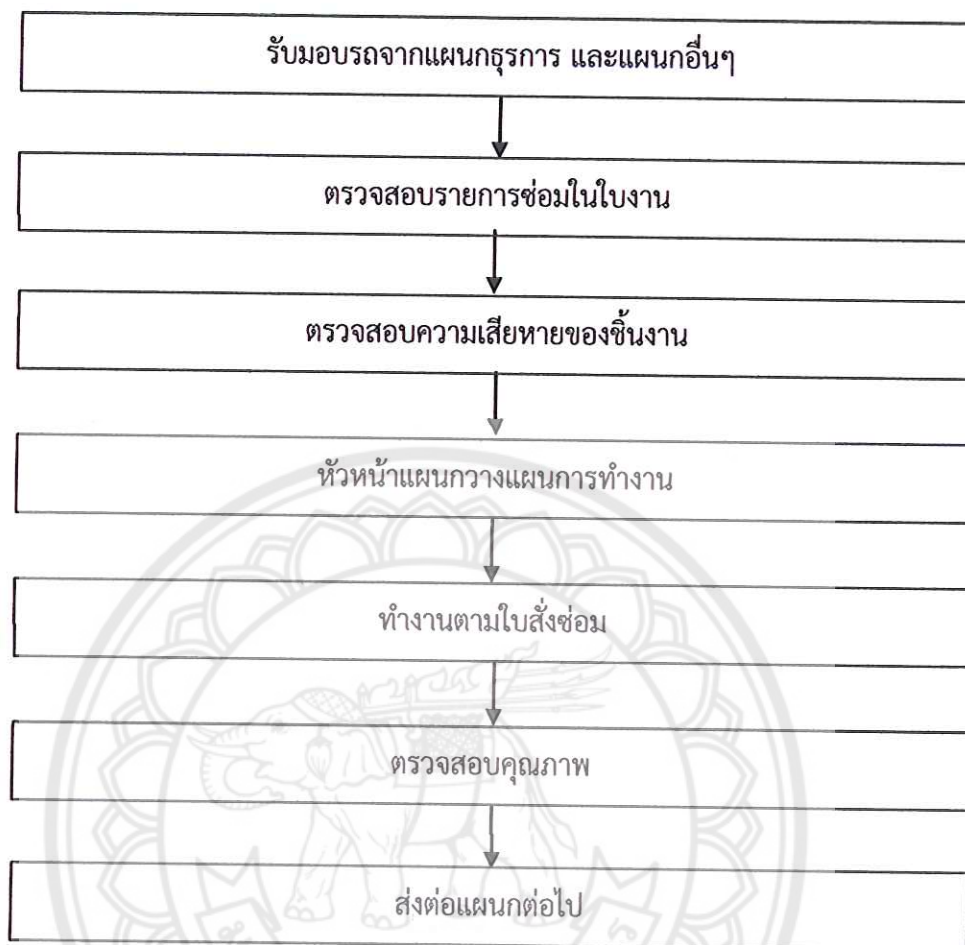 รับมอบรถจากแผนกธุรการ และแผนกอื่นๆ
ตรวจสอบรายการซ่อมในใบงาน
ตรวจสอบความเสียหายของชิ้นงาน
หัวหน้าแผนกวางแผนการทำงาน
ทำงานตามใบสั่งซ่อม
ตรวจสอบคุณภาพ
ส่งต่อแผนกต่อไป